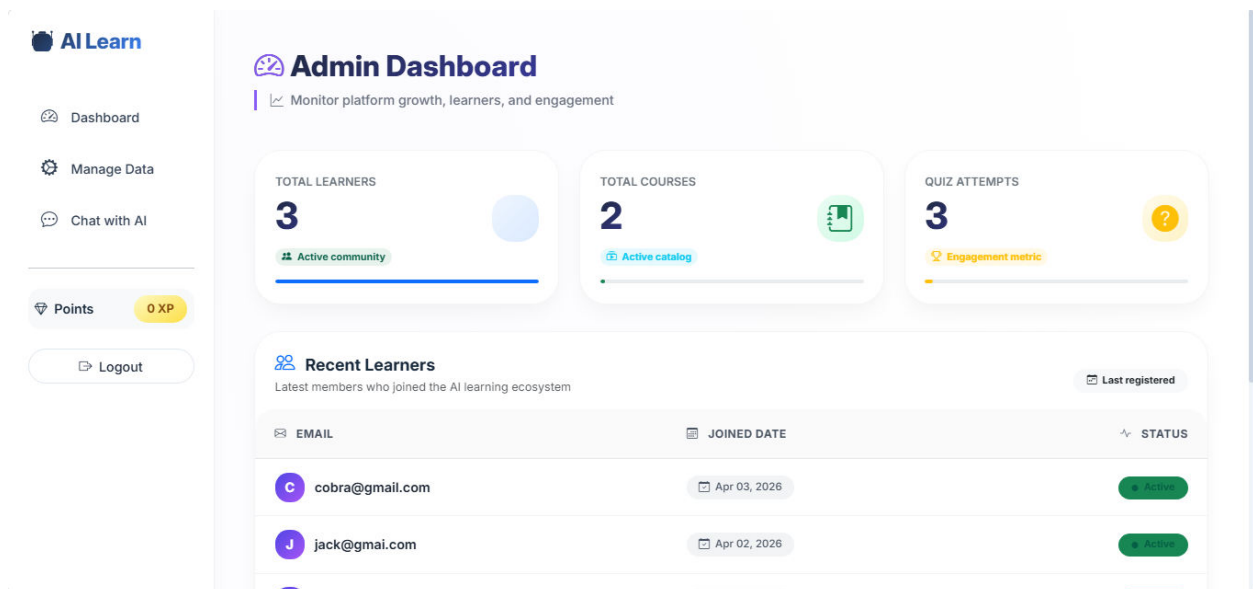 AI Learn
Dashboard
Manage Data
Chat with AI
Points
0 XP
Logout
Admin Dashboard
Monitor platform growth, learners, and engagement
TOTAL LEARNERS
3
Active community
TOTAL COURSES
2
Active catalog
QUIZ ATTEMPTS
3
?
Engagement metric
Recent Learners
Latest members who joined the AI learning ecosystem
Last registered
EMAIL JOINED DATE STATUS
C cobra@gmail.com Apr 03, 2026 Active
J jack@gmai.com Apr 02, 2026 Active